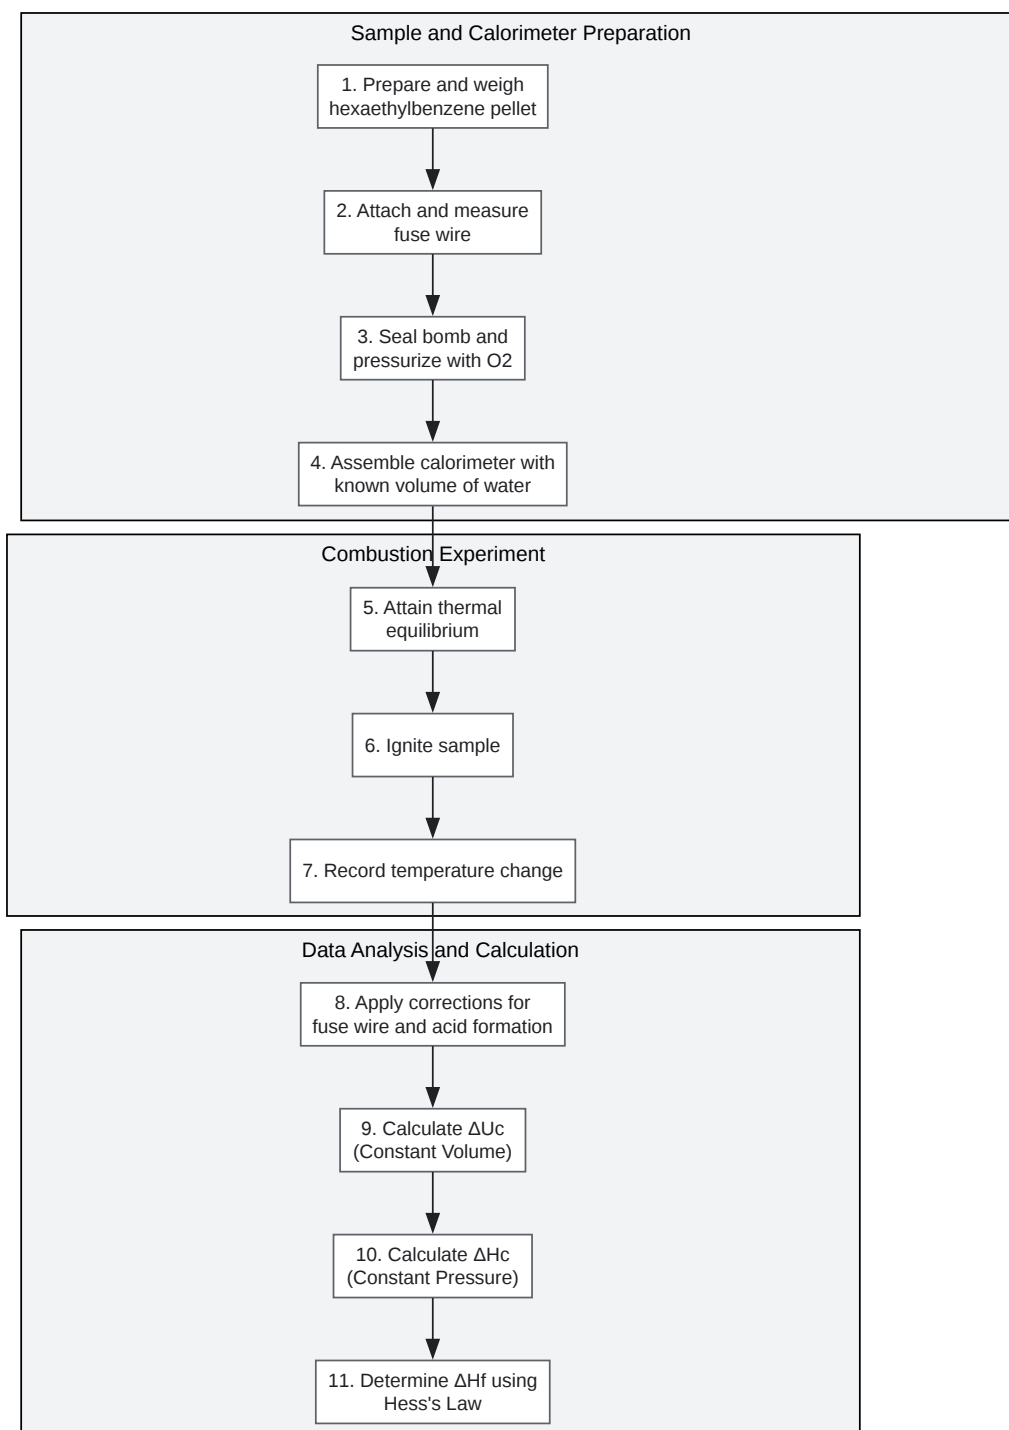 Sample and Calorimeter Preparation
1. Prepare and weigh
hexaethylbenzene pellet
2. Attach and measure
fuse wire
3. Seal bomb and
pressurize with O2
4. Assemble calorimeter with
known volume of water
Combustion Experiment
5. Attain thermal
equilibrium
6. Ignite sample
7. Record temperature change
Data Analysis and Calculation
8. Apply corrections for
fuse wire and acid formation
9. Calculate ΔUc
(Constant Volume)
10. Calculate ΔHc
(Constant Pressure)
11. Determine ΔHf using
Hess's Law